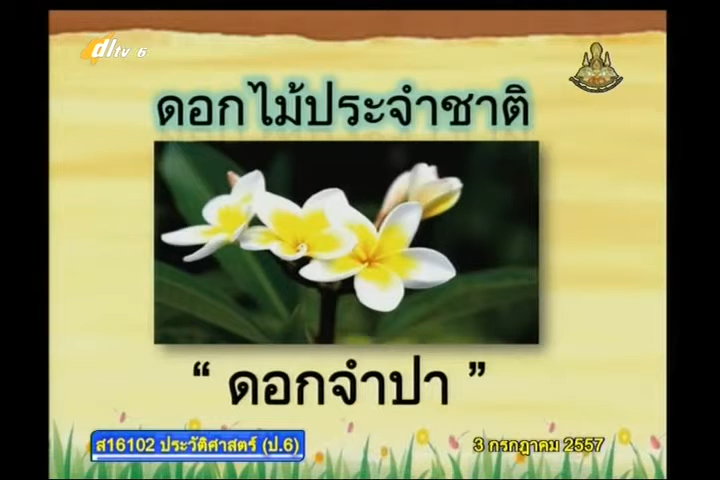 dltv 6
ดอกไม้ประจำชาติ
“ ดอกจำปา ”
ส16102 ประวัติศาสตร์ (ป.6)
3 กรกฎาคม 2557